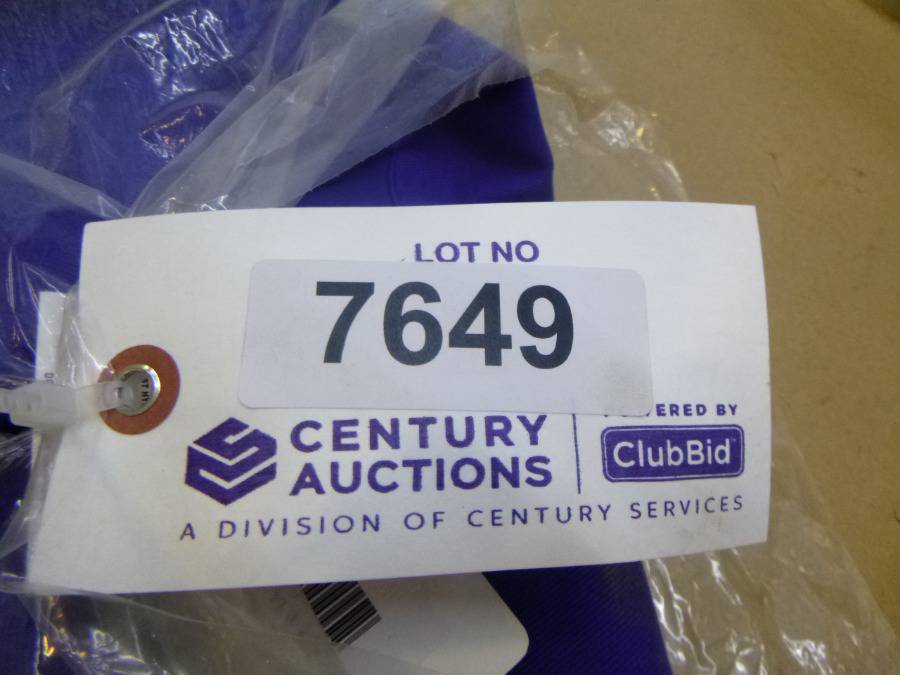 LOT NO
7649
CENTURY
AUCTIONS
ClubBid
A DIVISION OF CENTURY SERVICES